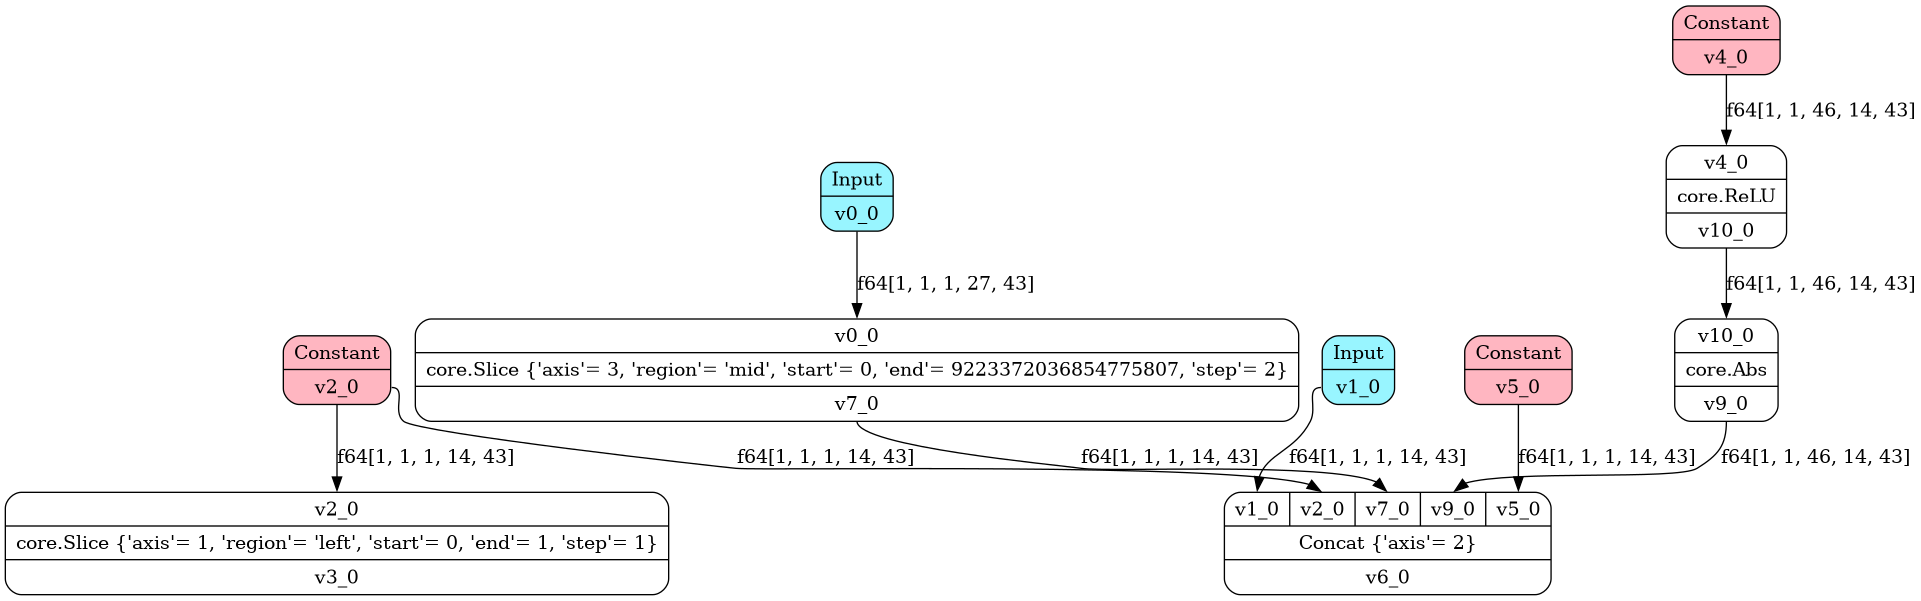 Constant
v4_0
f64[1, 1, 46, 14, 43]
v4_0
core.ReLU
v10_0
Input
v0_0
f64[1, 1, 1, 27, 43]
f64[1, 1, 46, 14, 43]
Constant
v2_0
v0_0
core.Slice {'axis'= 3, 'region'= 'mid', 'start'= 0, 'end'= 9223372036854775807, 'step'= 2}
v7_0
Input
v1_0
Constant
v5_0
v10_0
core.Abs
v9_0
f64[1, 1, 1, 14, 43]
f64[1, 1, 1, 14, 43]
f64[1, 1, 1, 14, 43]
f64[1, 1, 1, 14, 43]
f64[1, 1, 1, 14, 43]
f64[1, 1, 46, 14, 43]
v2_0
core.Slice {'axis'= 1, 'region'= 'left', 'start'= 0, 'end'= 1, 'step'= 1}
v3_0
v1_0 v2_0 v7_0 v9_0 v5_0
Concat {'axis'= 2}
v6_0